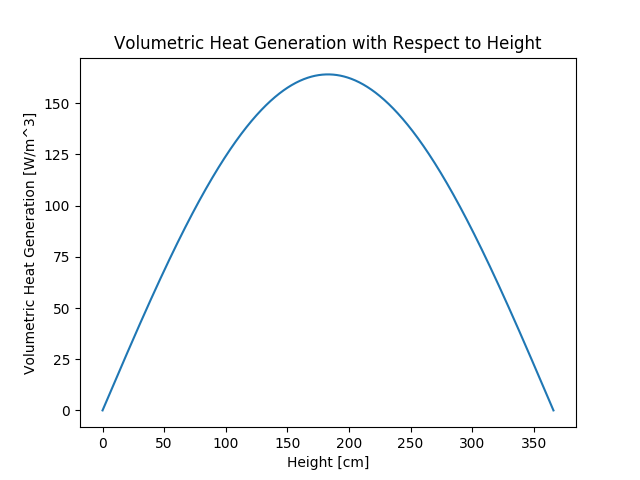 Volumetric Heat Generation with Respect to Height
Volumetric Heat Generation [W/m^3]
150
125
100
75
50
25
0
0 50 100 150 200 250 300 350
Height [cm]